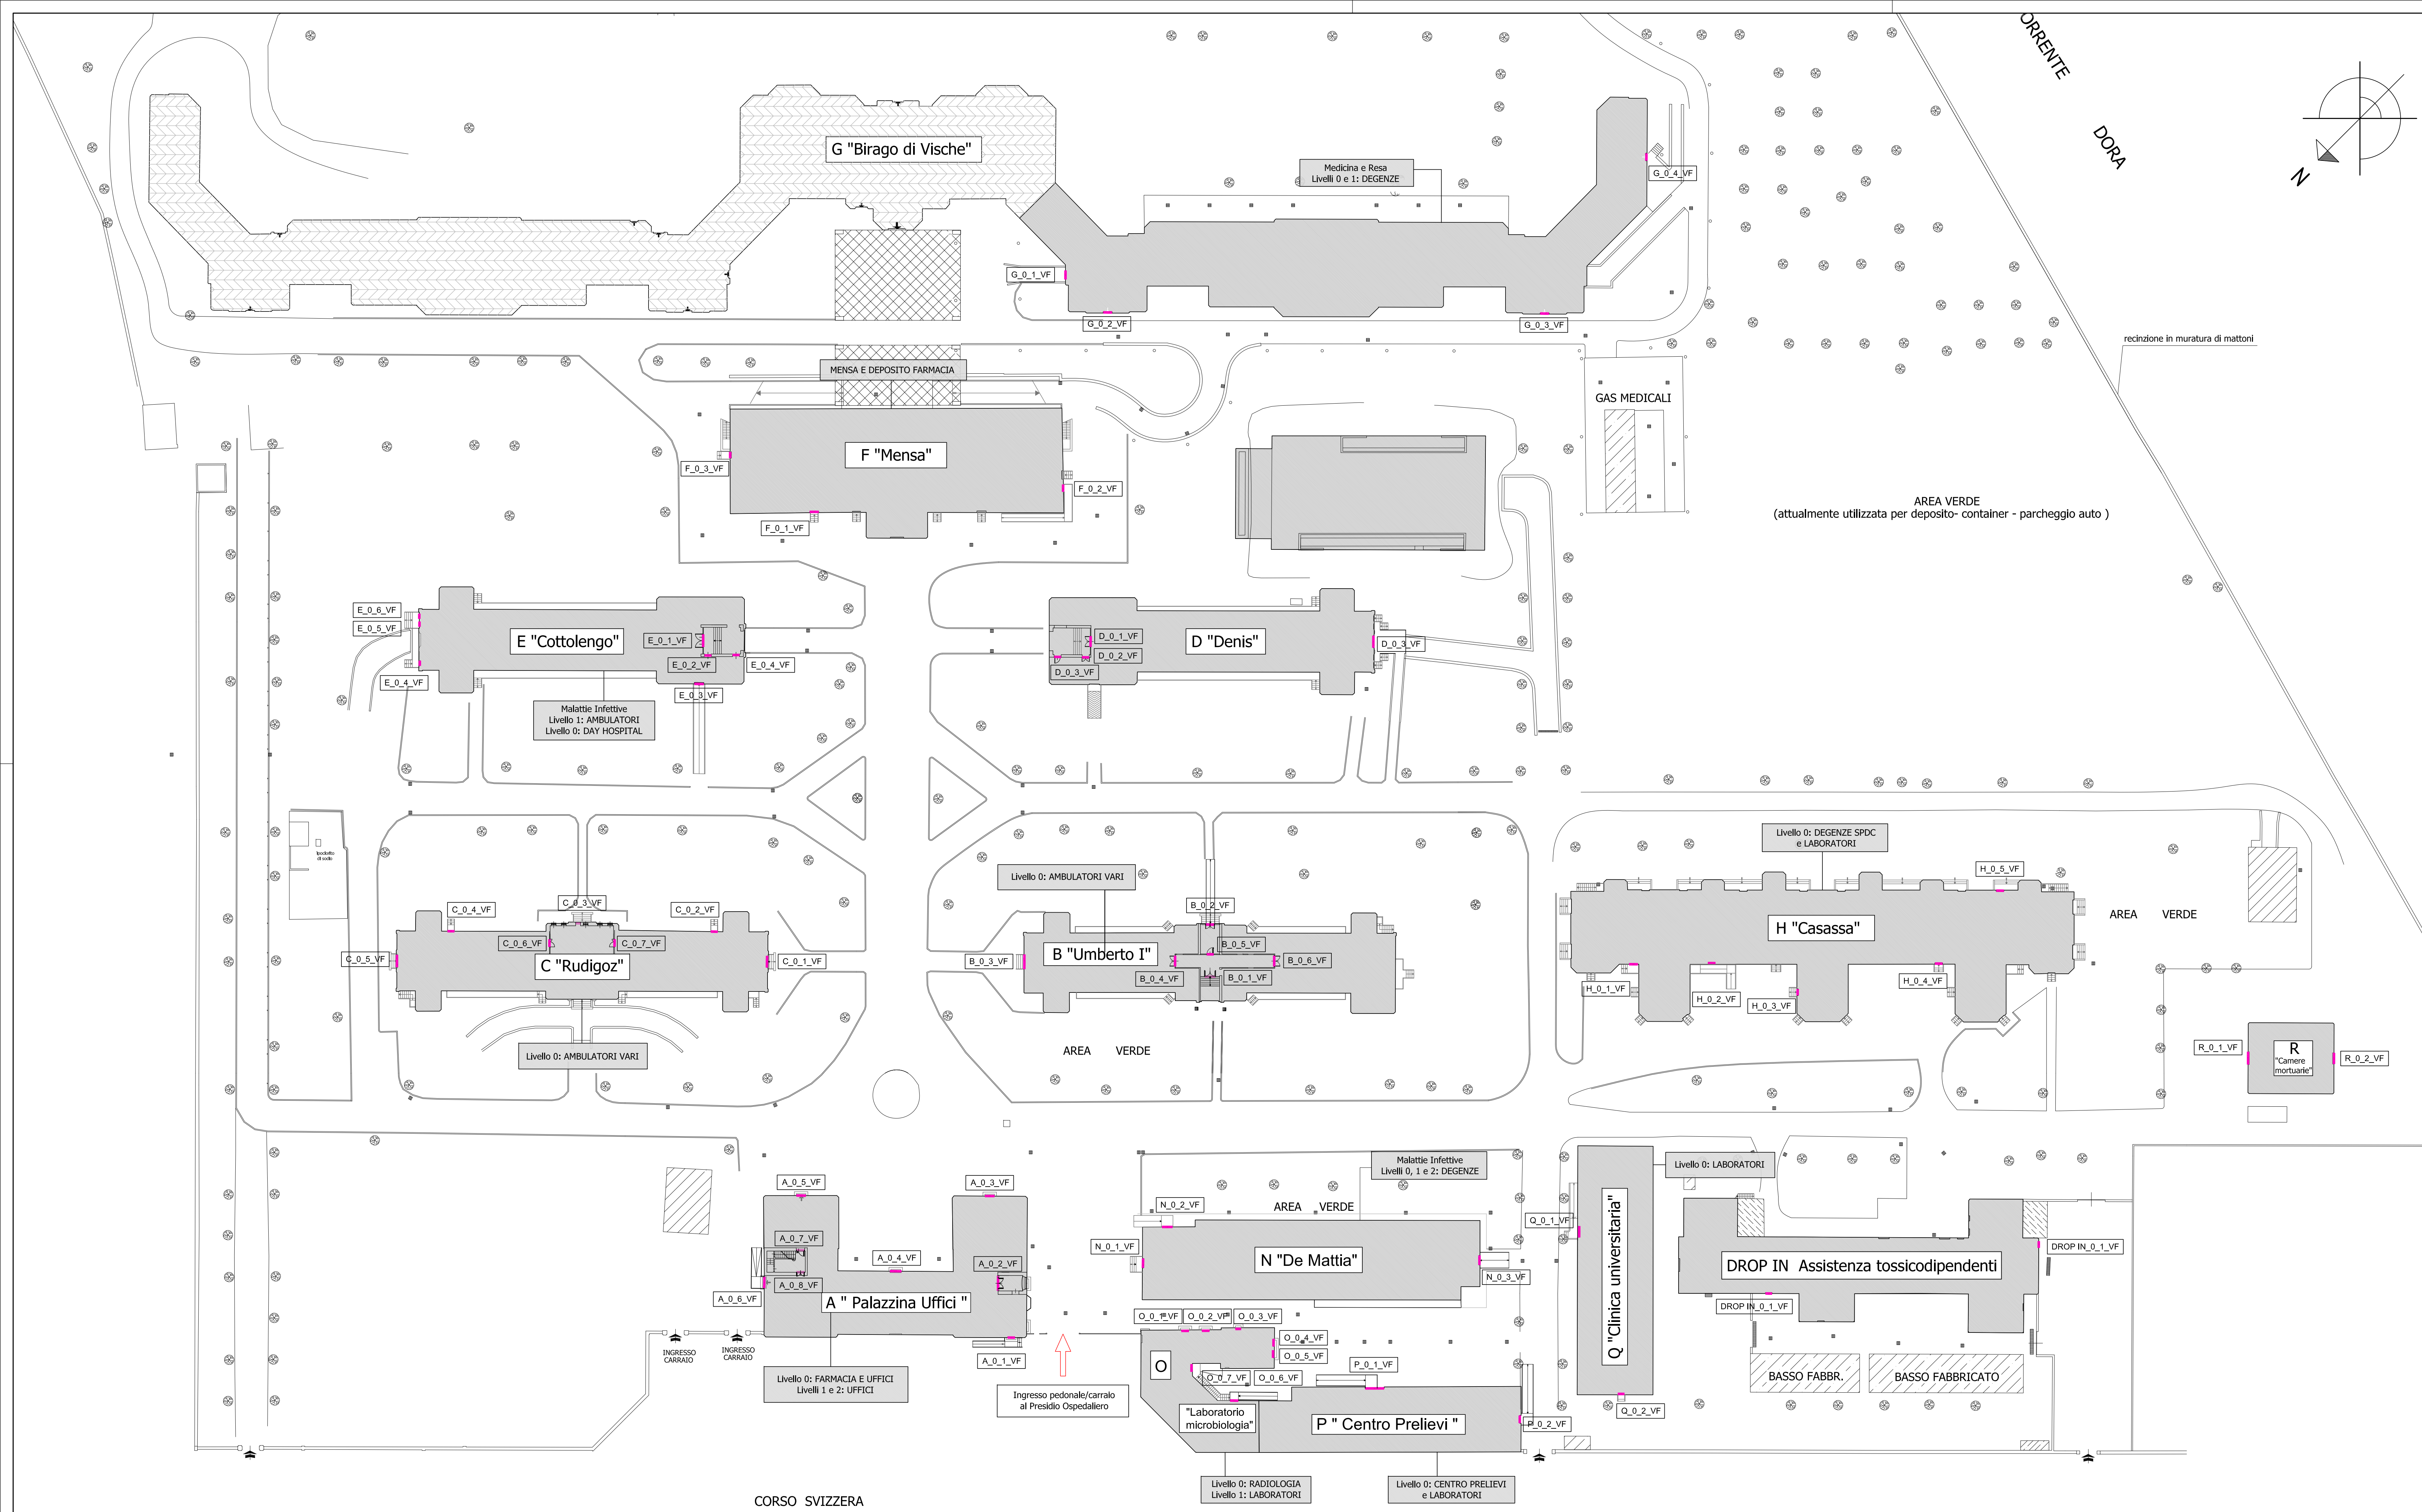 ORRENTE
DORA
N
G "Birago di Vische"
Medicina e Resa
Livelli 0 e 1: DEGENZE
G_0_4_VF
G_0_1_VF
G_0_2_VF
G_0_3_VF
recinzione in muratura di mattoni
MENSA E DEPOSITO FARMACIA
GAS MEDICALI
F "Mensa"
F_0_3_VF
F_0_2_VF
F_0_1_VF
AREA VERDE
(attualmente utilizzata per deposito- container - parcheggio auto )
E_0_6_VF
E_0_5_VF
E "Cottolengo"
E_0_1_VF
E_0_2_VF
E_0_4_VF
E_0_4_VF
E_0_3_VF
Malattie Infettive
Livello 1: AMBULATORI
Livello 0: DAY HOSPITAL
D_0_1_VF
D "Denis"
D_0_3_VF
D_0_2_VF
D_0_3_VF
Ipoclorito
di sodio
Livello 0: DEGENZE SPDC
e LABORATORI
Livello 0: AMBULATORI VARI
H_0_5_VF
C_0_4_VF
C_0_3_VF
C_0_2_VF
B_0_2_VF
AREA VERDE
H "Casassa"
C_0_6_VF
C_0_7_VF
B_0_5_VF
B "Umberto I"
C_0_5_VF
C "Rudigoz"
C_0_1_VF
B_0_3_VF
B_0_6_VF
B_0_4_VF
B_0_1_VF
H_0_1_VF
H_0_2_VF
H_0_3_VF
H_0_4_VF
Livello 0: AMBULATORI VARI
AREA VERDE
R_0_1_VF
R
"Camere
mortuarie"
R_0_2_VF
Malattie Infettive
Livelli 0, 1 e 2: DEGENZE
Livello 0: LABORATORI
A_0_5_VF
A_0_3_VF
N_0_2_VF
AREA VERDE
Q_0_1_VF
A_0_7_VF
A_0_4_VF
A_0_2_VF
N_0_1_VF
N "De Mattia"
N_0_3_VF
Q "Clinica universitaria"
DROP IN Assistenza tossicodipendenti
DROP IN_0_1_VF
A_0_8_VF
A_0_6_VF
A " Palazzina Uffici "
DROP IN_0_1_VF
O_0_1_VF
O_0_2_VF
O_0_3_VF
O_0_4_VF
O_0_5_VF
INGRESSO
CARRAIO
INGRESSO
CARRAIO
A_0_1_VF
O
P_0_1_VF
O_0_7_VF
O_0_6_VF
BASSO FABBR.
BASSO FABBRICATO
Livello 0: FARMACIA E UFFICI
Livelli 1 e 2: UFFICI
Ingresso pedonale/carraio
al Presidio Ospedaliero
"Laboratorio
microbiologia"
P " Centro Prelievi "
P_0_2_VF
Q_0_2_VF
Livello 0: RADIOLOGIA
Livello 1: LABORATORI
Livello 0: CENTRO PRELIEVI
e LABORATORI
CORSO SVIZZERA